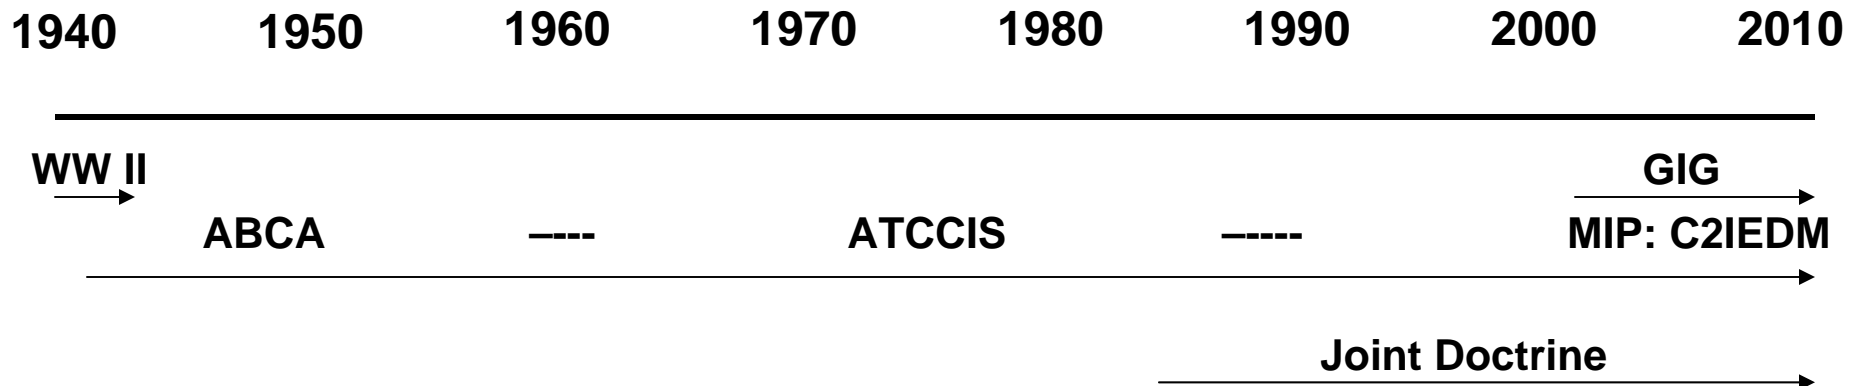 1940 1950 1960 1970 1980 1990 2000 2010
WW II GIG
ABCA –--- ATCCIS –---- MIP: C2IEDM
Joint Doctrine